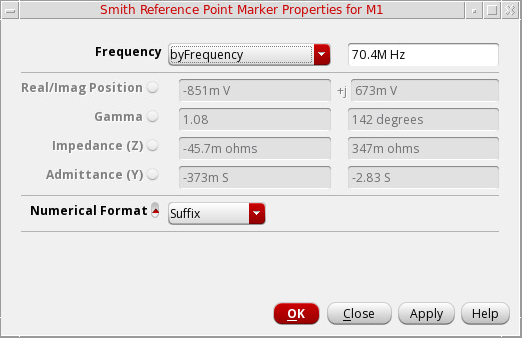 Smith Reference Point Marker Properties for M1
Frequency byFrequency 70.4M Hz
Real/Imag Position -851m V +j 673m V
Gamma 1.08 142 degrees
Impedance (Z) -45.7m ohms 347m ohms
Admittance (Y) -373m S -2.83 S
Numerical Format Suffix
OK Close Apply Help